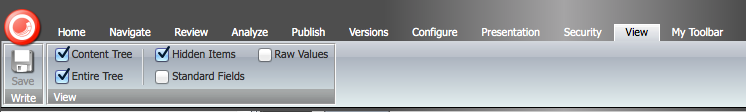 Home Navigate Review Analyze Publish Versions Configure Presentation Security View My Toolbar
Save
Write
Content Tree Hidden Items Raw Values
Entire Tree Standard Fields
View